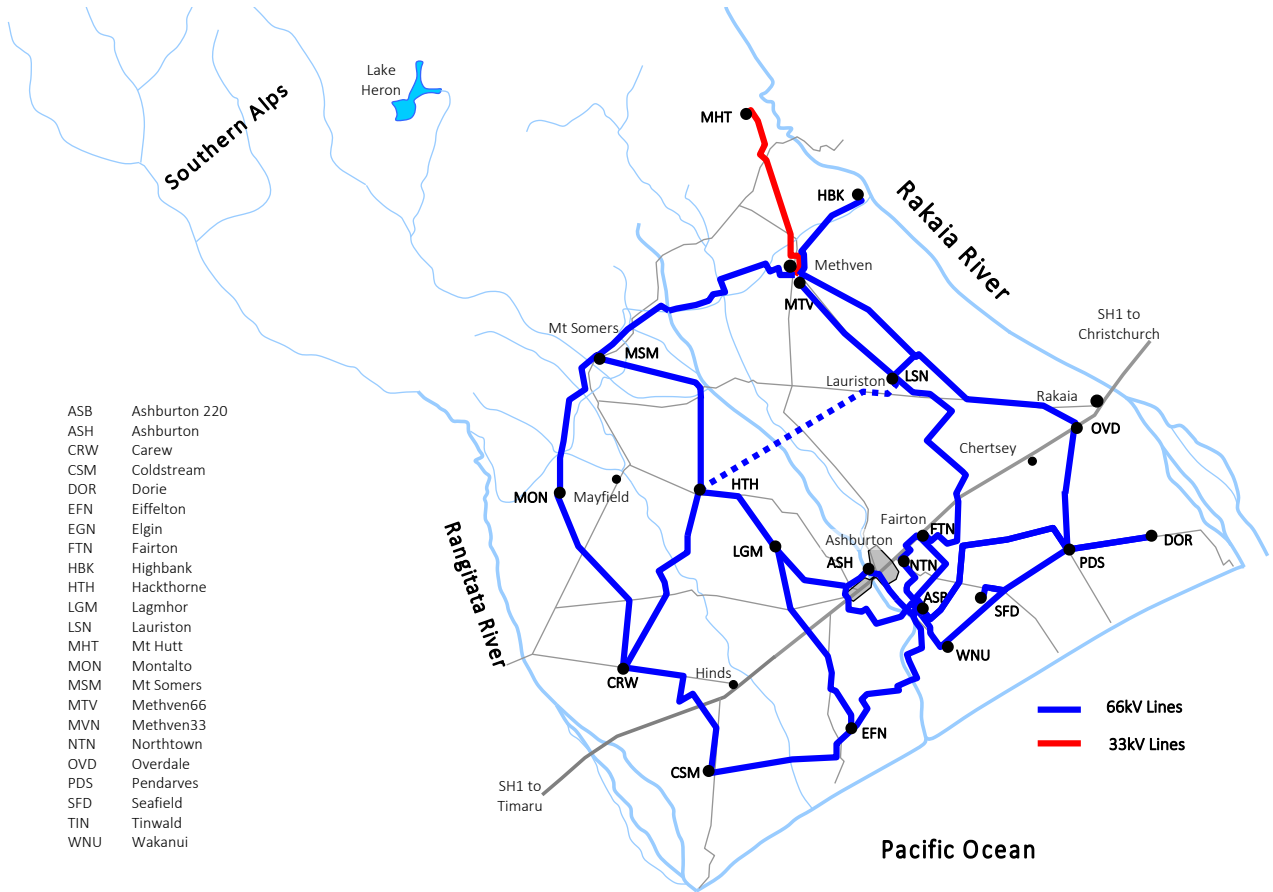 Lake
Heron
Southern Alps
MHT
HBK
Rakaia River
Methven
MTV
SH1 to
Christchurch
Mt Somers
MSM
Lauriston
LSN
Rakaia
OVD
Chertsey
MON
Mayfield
HTH
Fairton
FTN
Ashburton
LGM
ASH
NTN
DOR
PDS
ASB
SFD
WNU
Rangitata River
CRW
Hinds
EFN
CSM
SH1 to
Timaru
66kV Lines
33kV Lines
Pacific Ocean
ASB Ashburton 220
ASH Ashburton
CRW Carew
CSM Coldstream
DOR Dorie
EFN Eiffelton
EGN Elgin
FTN Fairton
HBK Highbank
HTH Hackthorne
LGM Lagmhor
LSN Lauriston
MHT Mt Hutt
MON Montalto
MSM Mt Somers
MTV Methven66
MVN Methven33
NTN Northtown
OVD Overdale
PDS Pendarves
SFD Seafield
TIN Tinwald
WNU Wakanui